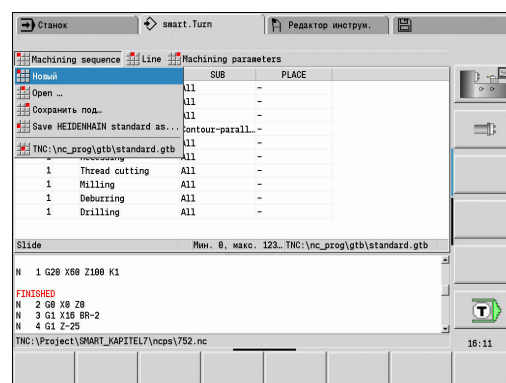 Станок
smart.Turn
Редактор инструм.
Machining sequence Line Machining parameters
Новый
Open …
Сохранить под…
Save HEIDENHAIN standard as...
TNC:\nc_prog\gtb\standard.gtb
SUB PLACE
All -
All -
All -
Contour-parall… -
All -
All -
1 Thread cutting All -
1 Milling All -
1 Deburring All -
1 Drilling All -
Slide Мин. 0, макс. 123… TNC:\nc_prog\gtb\standard.gtb
N 1 G20 X60 Z100 K1
FINISHED
N 2 G0 X0 Z0
N 3 G1 X16 BR-2
N 4 G1 Z-25
TNC:\Project\SMART_KAPITEL7\ncps\752.nc
T
16:11